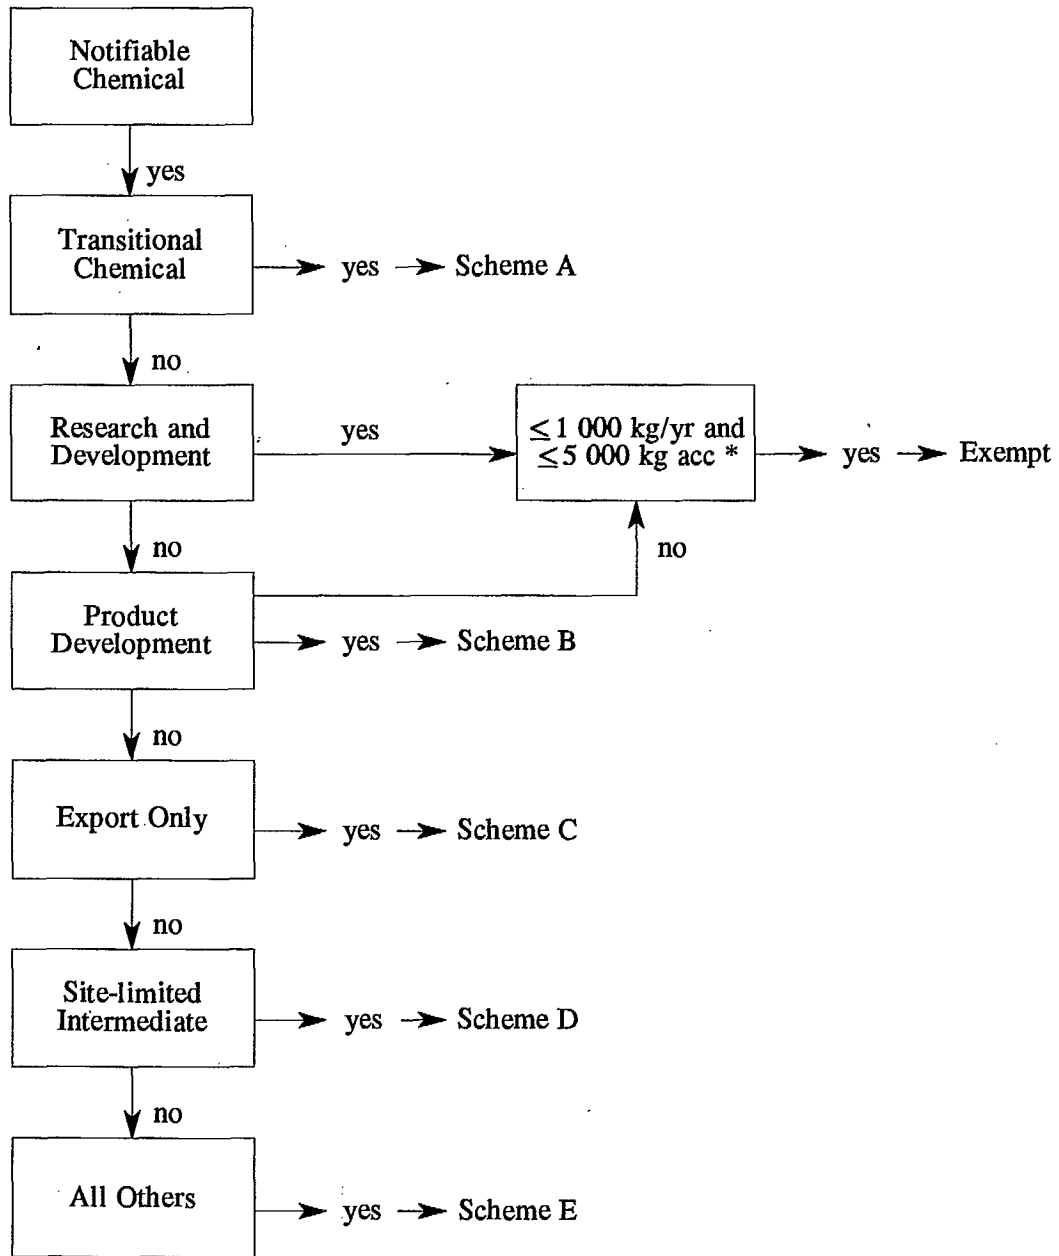 Notifiable
Chemical
yes
Transitional
Chemical
yes
Scheme A
no
Research and
Development
yes
≤1 000 kg/yr and
≤5 000 kg acc *
yes
Exempt
no
no
Product
Development
yes
Scheme B
no
Export Only
yes
Scheme C
no
Site-limited
Intermediate
yes
Scheme D
no
All Others
yes
Scheme E